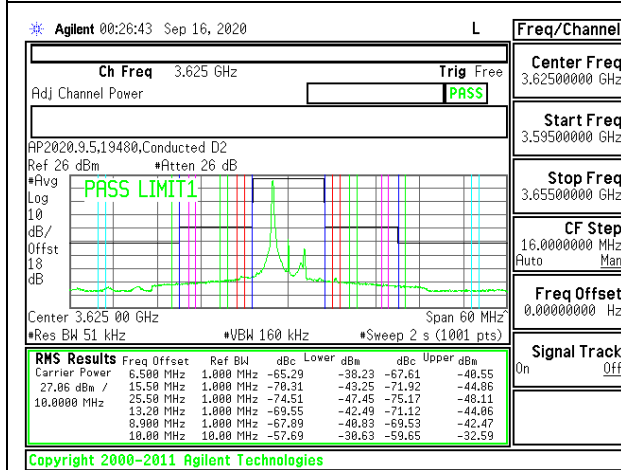 Agilent 00:26:43 Sep 16, 2020 L
Freq/Channel
Ch Freq 3.625 GHz Trig Free
Adj Channel Power PASS
AP2020.9.5,19480,Conducted D2
Ref 26 dBm #Atten 26 dB
#Avg
Log
10
dB/
Offst
18
dB
PASS LIMIT1
Center 3.625 00 GHz Span 60 MHz
#Res BW 51 kHz #VBW 160 kHz #Sweep 2 s (1001 pts)
RMS Results Freq Offset Ref BW dBc Lower dBm dBc Upper dBm
Carrier Power 6.500 MHz 1.000 MHz -65.29 -38.23 -67.61 -40.55
27.06 dBm / 15.50 MHz 1.000 MHz -70.31 -43.25 -71.92 -44.86
10.0000 MHz 25.50 MHz 1.000 MHz -74.51 -47.45 -75.17 -48.11
13.20 MHz 1.000 MHz -69.55 -42.49 -71.12 -44.06
8.900 MHz 1.000 MHz -67.89 -40.83 -69.53 -42.47
10.00 MHz 10.00 MHz -57.69 -30.63 -59.65 -32.59
Copyright 2000-2011 Agilent Technologies
Center Freq
3.62500000 GHz
Start Freq
3.59500000 GHz
Stop Freq
3.65500000 GHz
CF Step
16.0000000 MHz
Auto Man
Freq Offset
0.00000000 Hz
Signal Track
On Off